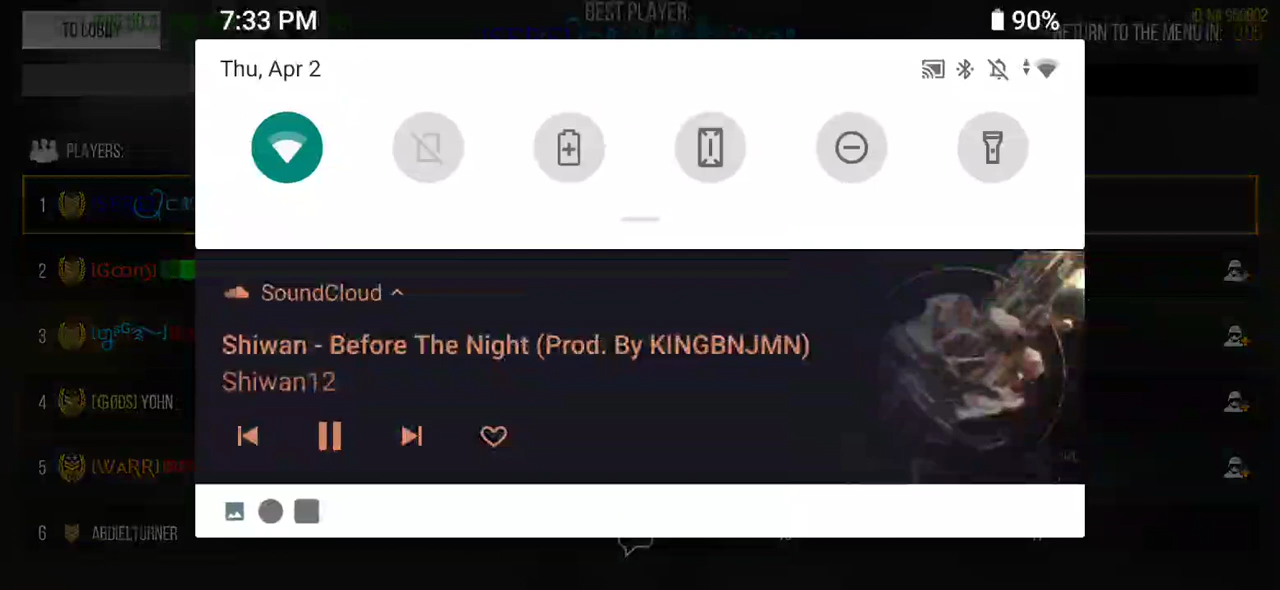 7:33 PM
90%
BEST PLAYER:
TO LOBBY
RETURN TO THE MENU IN:
Thu, Apr 2
PLAYERS:
1
2
SoundCloud
3
Shiwan - Before The Night (Prod. By KINGBNJMN)
Shiwan12
4 [GØDS] YOHN
5 [WARR]
6 ABDIELTURNER